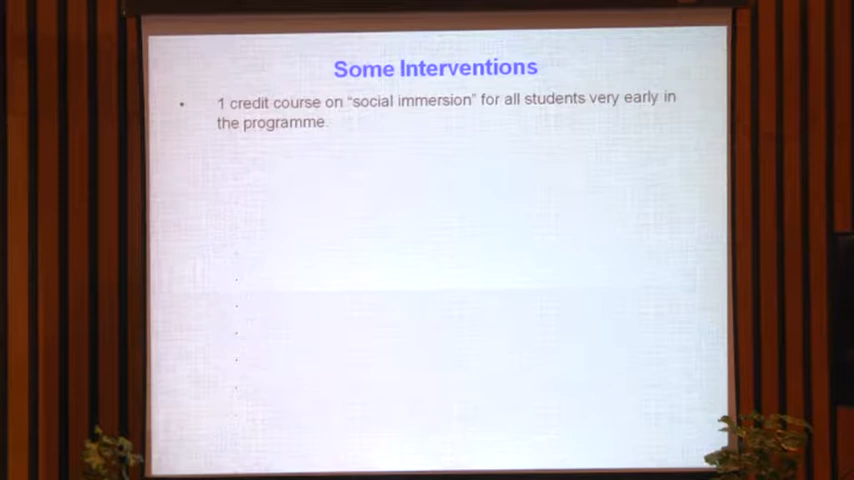 Some Interventions
• 1 credit course on “social immersion” for all students very early in
the programme.